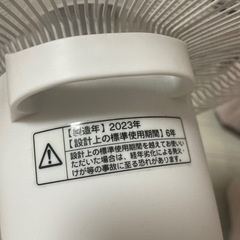 【製造年】2023年
【設計上の標準使用期間】6年
設計上の標準使用期間を超えてお使い
いただいた場合は、経年劣化による発火・
けが等の事故に至る恐れがあります。